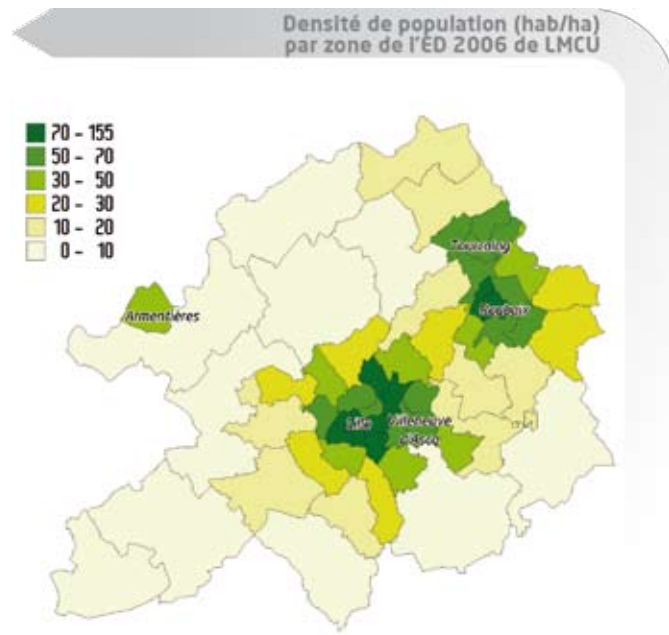 Densité de population (hab/ha)
par zone de l'ED 2006 de LMCU
70 - 155
50 - 70
30 - 50
20 - 30
10 - 20
0 - 10
Tourcoing
Roubaix
Armentières
Lille
Villeneuve
d'Ascq